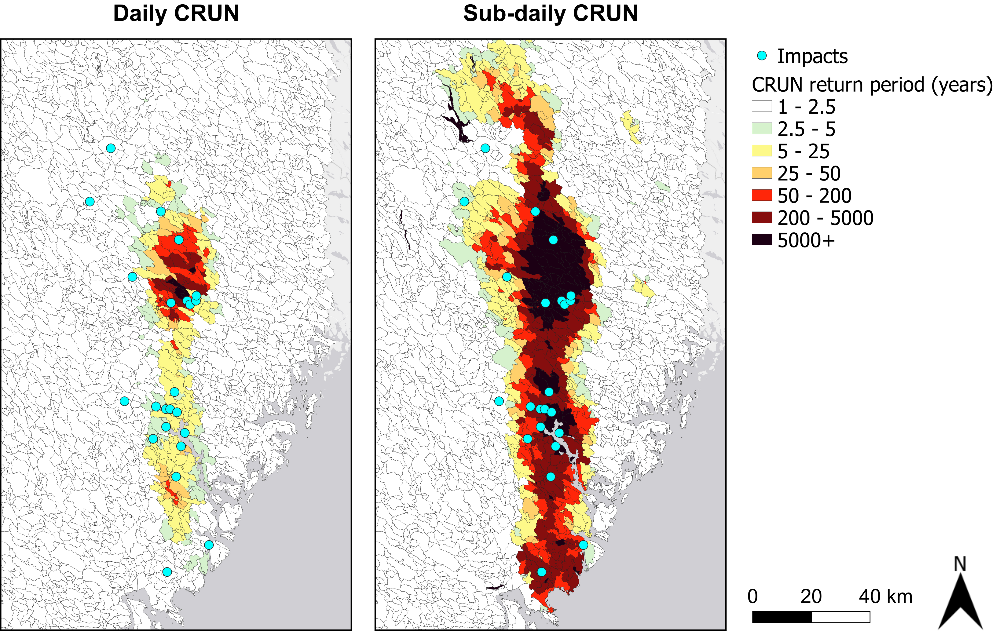 Daily CRUN
Sub-daily CRUN
Impacts
CRUN return period (years)
1 - 2.5
2.5 - 5
5 - 25
25 - 50
50 - 200
200 - 5000
5000+
N
0 20 40 km